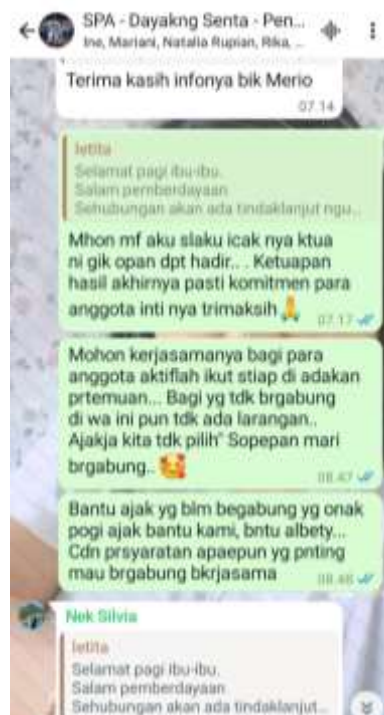 SPA - Dayakng Senta - Pen...
Ine, Mariani, Natalia Rupian, Rika, ...
Terima kasih infonya bik Merio
07.14
letita
Selamat pagi ibu-ibu.
Salam pemberdayaan
Sehubungan akan ada tindaklanjut ngu...
Mhon mf aku slaku icak nya ktua
ni gik opan dpt hadir.. . Ketuapan
hasil akhirnya pasti komitmen para
anggota inti nya trimaksih 🙏
07.17
Mohon kerjasamanya bagi para
anggota aktiflah ikut stiap di adakan
prtemuan... Bagi yg tdk brgabung
di wa ini pun tdk ada larangan..
Ajakja kita tdk pilih" Sopepan mari
brgabung.. 🥰
08.47
Bantu ajak yg blm begabung yg onak
pogi ajak bantu kami, bntu albety...
Cdn prsyaratan apaepun yg pnting
mau brgabung bkrjasama
08.48
Nek Silvia
letita
Selamat pagi ibu-ibu.
Salam pemberdayaan
Sehubungan akan ada tindaklanjut...